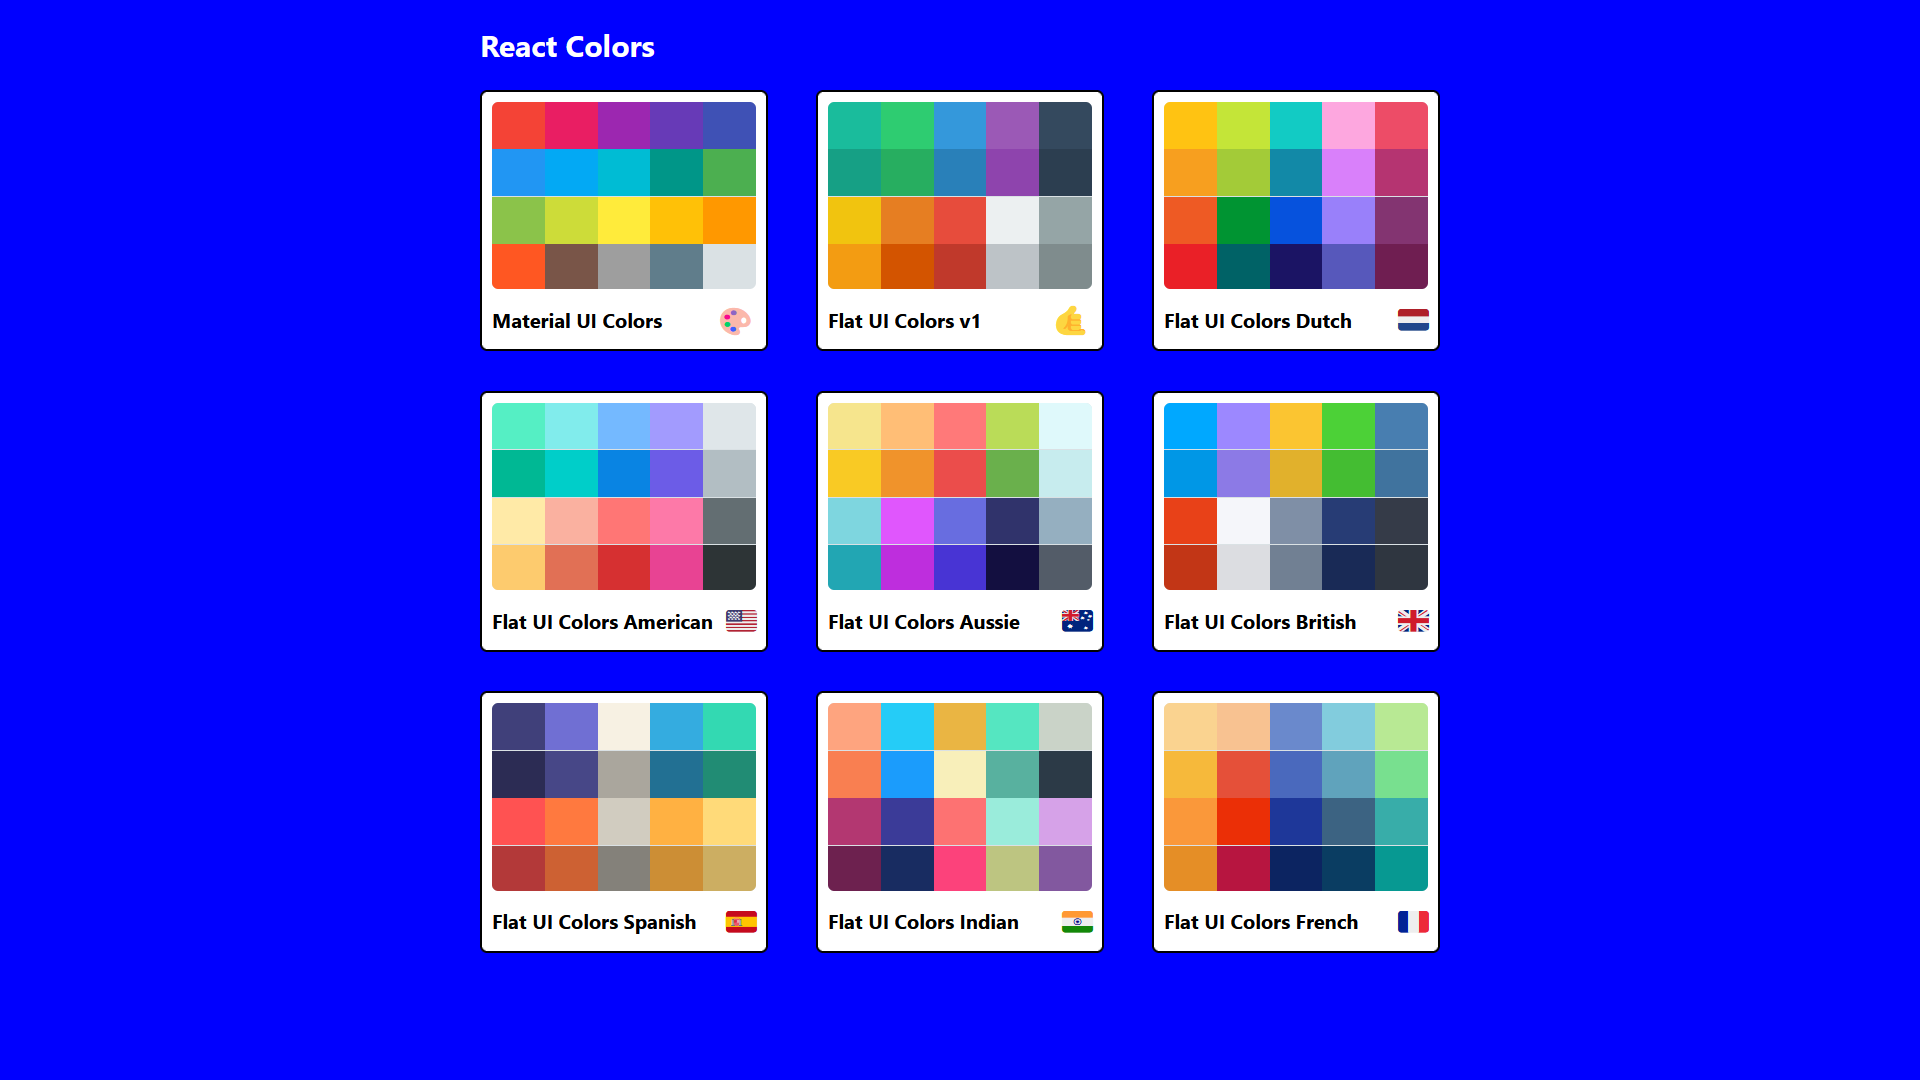 React Colors
Material UI Colors
Flat UI Colors v1
Flat UI Colors Dutch
Flat UI Colors American
Flat UI Colors Aussie
Flat UI Colors British
Flat UI Colors Spanish
Flat UI Colors Indian
Flat UI Colors French